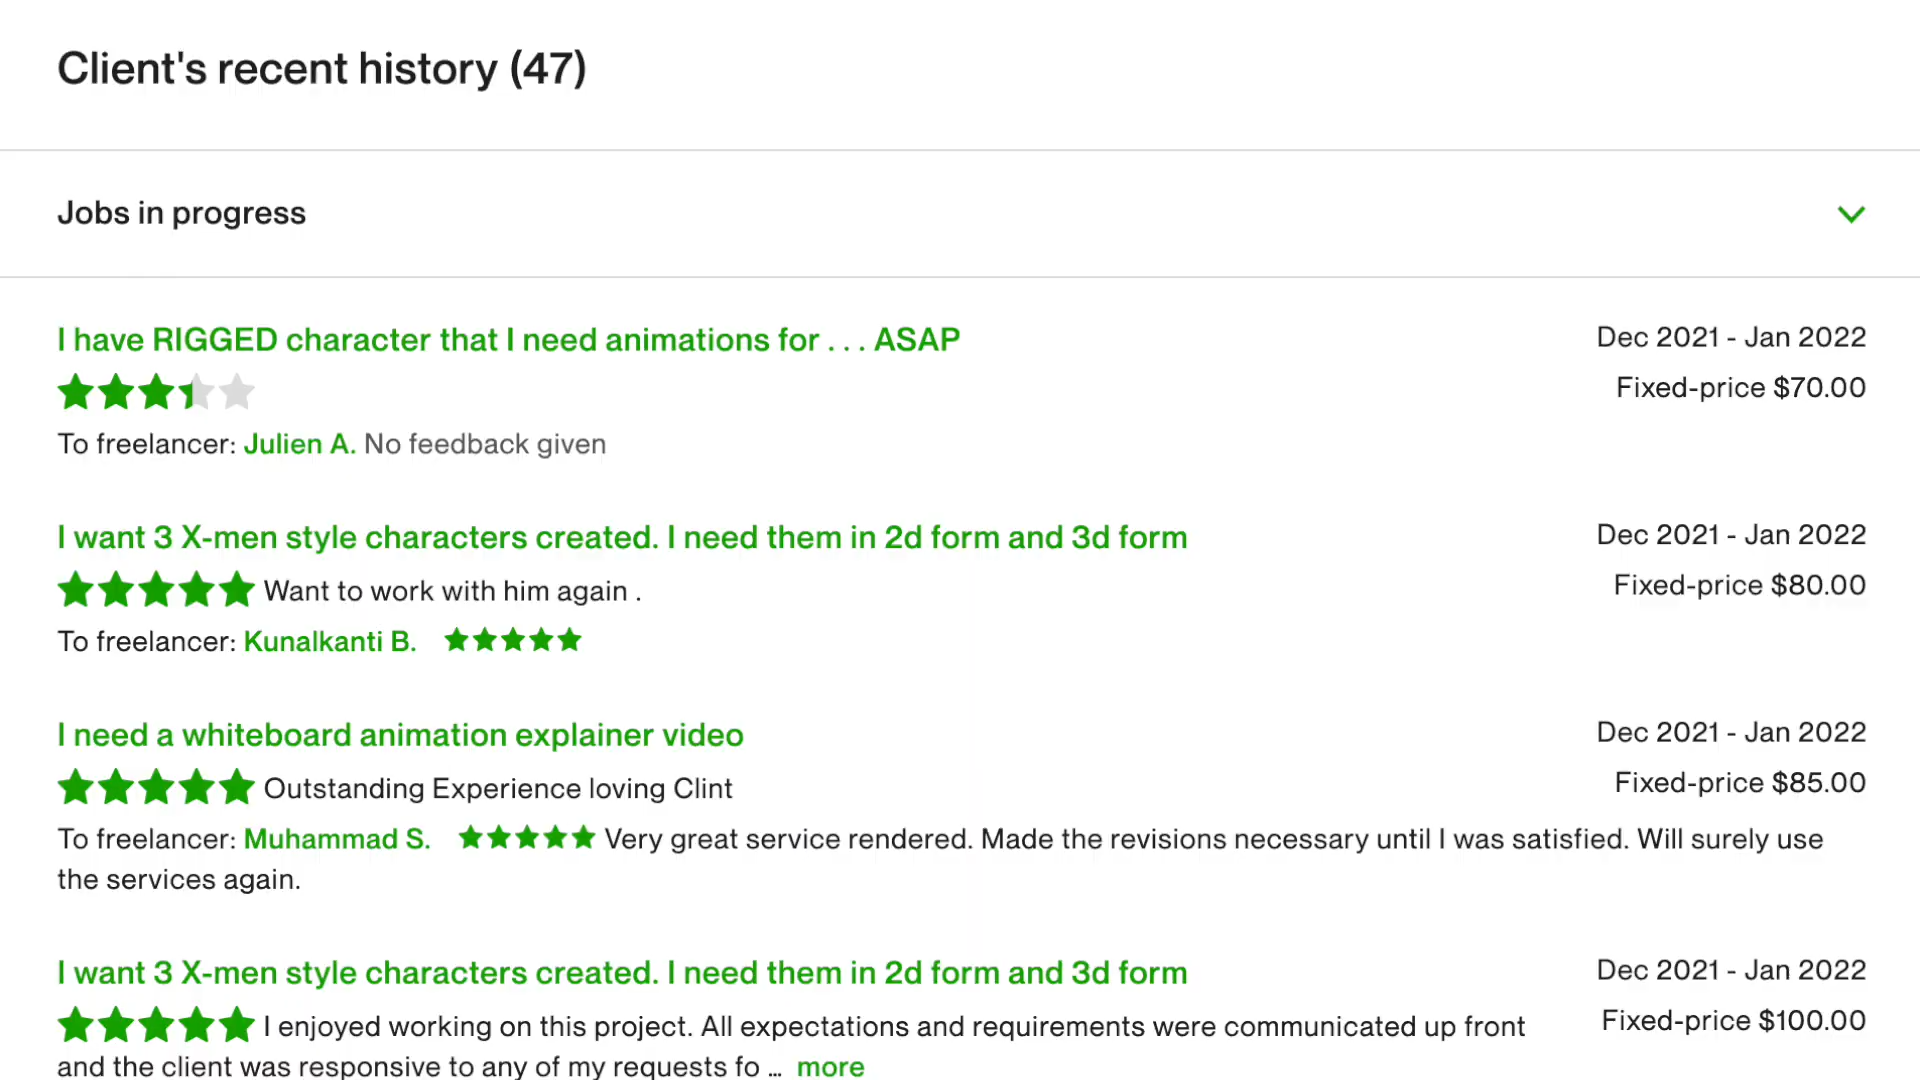 Client's recent history (47)
Jobs in progress
I have RIGGED character that I need animations for . . . ASAP
Dec 2021 - Jan 2022
Fixed-price $70.00
To freelancer: Julien A. No feedback given
I want 3 X-men style characters created. I need them in 2d form and 3d form
Dec 2021 - Jan 2022
Want to work with him again .
Fixed-price $80.00
To freelancer: Kunalkanti B.
I need a whiteboard animation explainer video
Dec 2021 - Jan 2022
Outstanding Experience loving Clint
Fixed-price $85.00
To freelancer: Muhammad S. Very great service rendered. Made the revisions necessary until I was satisfied. Will surely use
the services again.
I want 3 X-men style characters created. I need them in 2d form and 3d form
Dec 2021 - Jan 2022
I enjoyed working on this project. All expectations and requirements were communicated up front
Fixed-price $100.00
and the client was responsive to any of my requests fo ... more